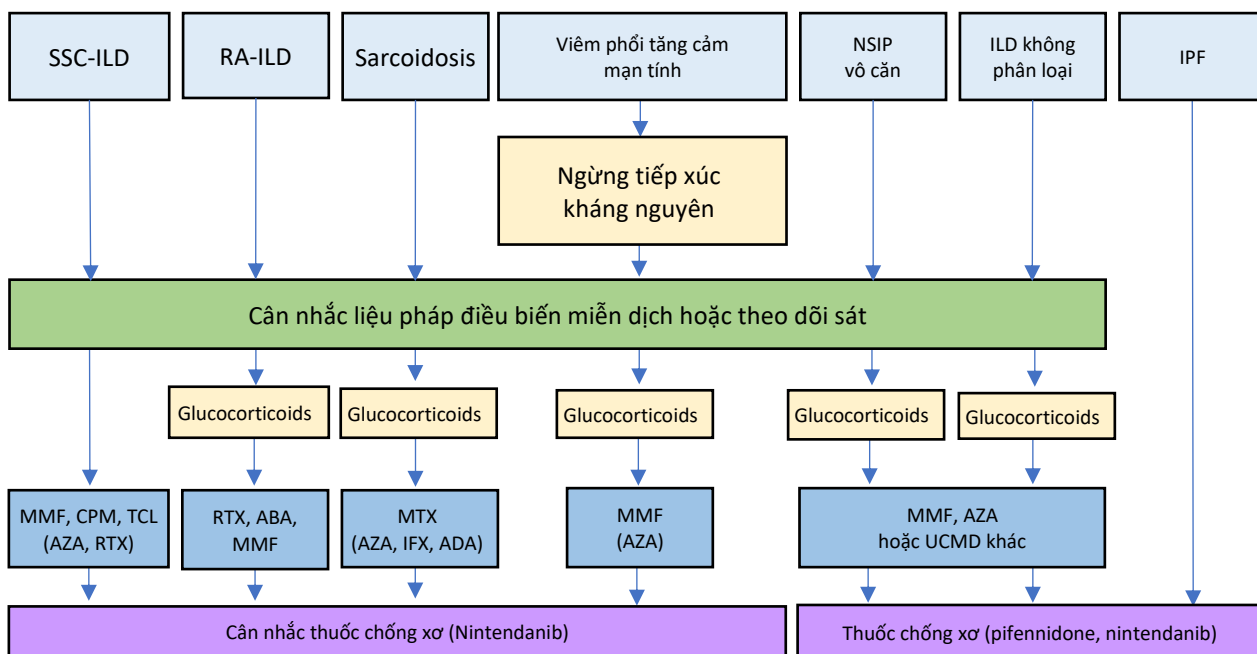 SSC-ILD
RA-ILD
Sarcoidosis
Viêm phổi tăng cảm
mạn tính
NSIP
vô căn
ILD không
phân loại
IPF
Ngừng tiếp xúc
kháng nguyên
Cân nhắc liệu pháp điều biến miễn dịch hoặc theo dõi sát
Glucocorticoids
Glucocorticoids
Glucocorticoids
Glucocorticoids
Glucocorticoids
MMF, CPM, TCL
(AZA, RTX)
RTX, ABA,
MMF
MTX
(AZA, IFX, ADA)
MMF
(AZA)
MMF, AZA
hoặc UCMD khác
Cân nhắc thuốc chống xơ (Nintendanib)
Thuốc chống xơ (pifennidone, nintendanib)